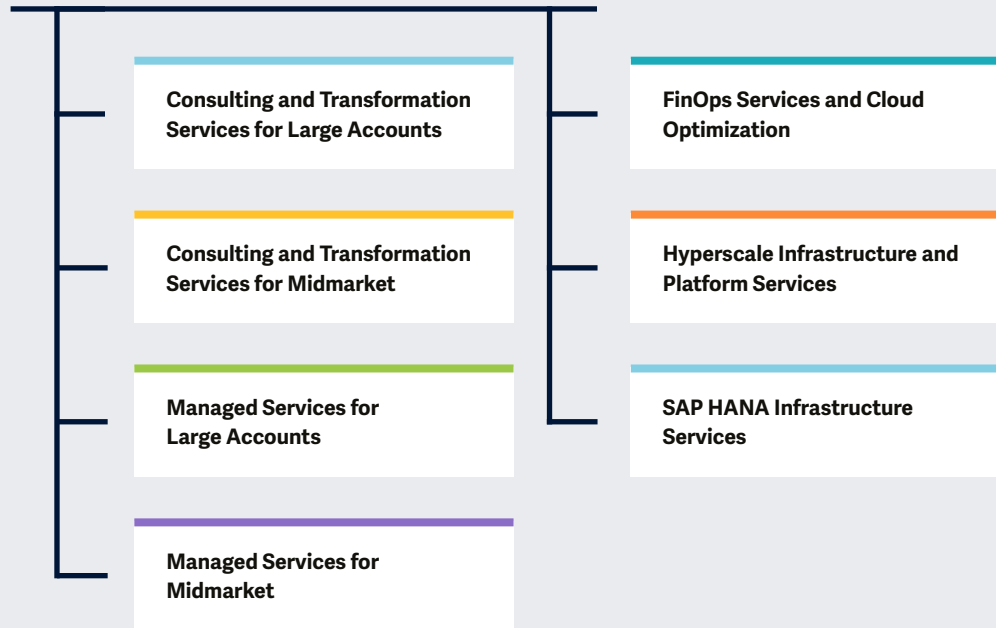 Consulting and Transformation
Services for Large Accounts
Consulting and Transformation
Services for Midmarket
Managed Services for
Large Accounts
Managed Services for
Midmarket
FinOps Services and Cloud
Optimization
Hyperscale Infrastructure and
Platform Services
SAP HANA Infrastructure
Services